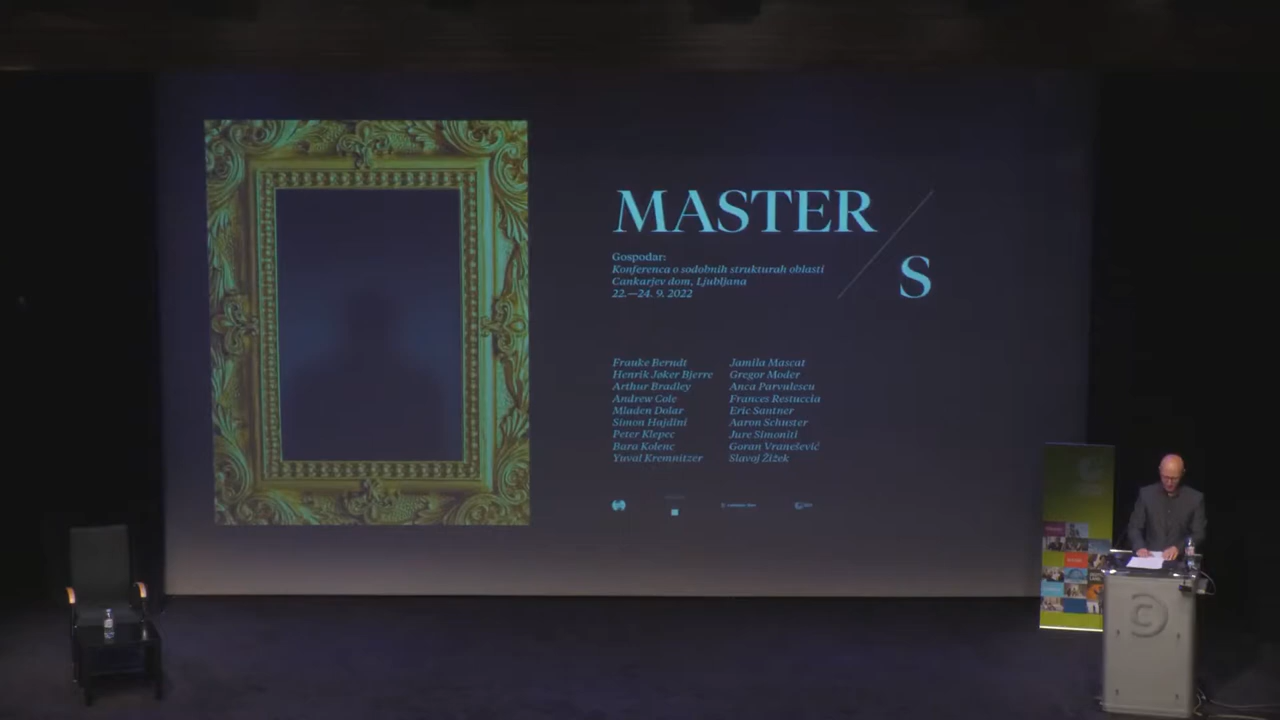 MASTER
S
Gospodar:
Konferenca o sodobnih strukturah oblasti
Cankarjev dom, Ljubljana
22.—24. 9. 2022
Frauke Berndt
Henrik Jøker Bjerre
Arthur Bradley
Andrew Cole
Mladen Dolar
Simon Hajdini
Peter Klepec
Bara Kolenc
Yuval Kremnitzer
Jamila Mascat
Gregor Moder
Anca Parvulescu
Frances Restuccia
Eric Santner
Aaron Schuster
Jure Simoniti
Goran Vranešević
Slavoj Žižek